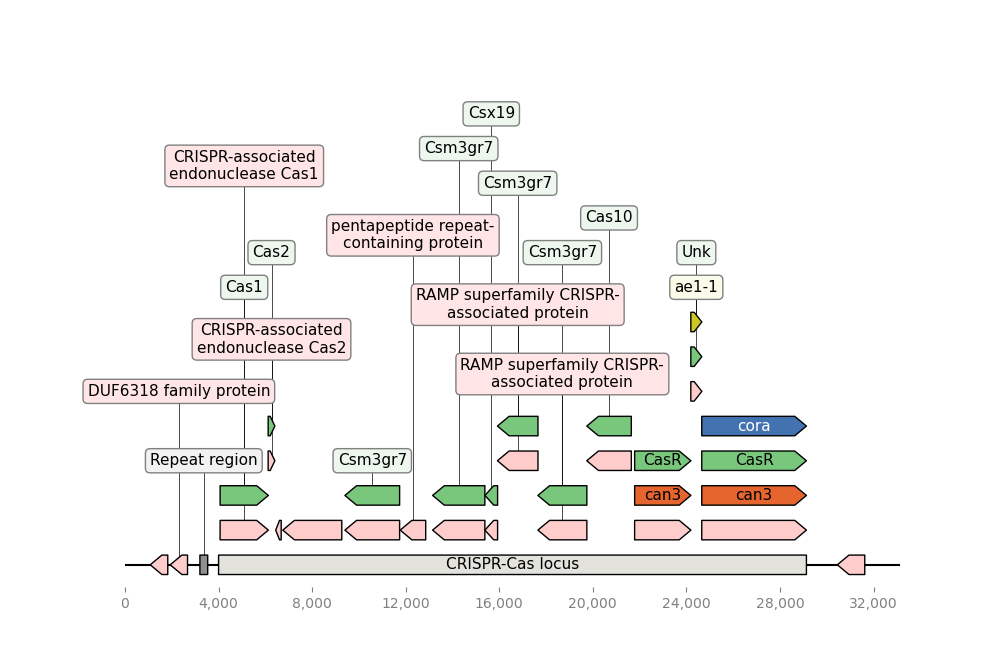 Csx19
Csm3gr7
CRISPR-associated
endonuclease Cas1
Csm3gr7
Cas10
pentapeptide repeat-
containing protein
Cas2
Csm3gr7
Unk
Cas1
ae1-1
RAMP superfamily CRISPR-
associated protein
CRISPR-associated
endonuclease Cas2
RAMP superfamily CRISPR-
associated protein
DUF6318 family protein
cora
Repeat region
Csm3gr7
CasR
CasR
can3
can3
CRISPR-Cas locus
0
4,000
8,000
12,000
16,000
20,000
24,000
28,000
32,000